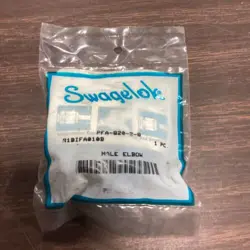 Swagelok
PFA-820-2-8
1 PC
MALE ELBOW